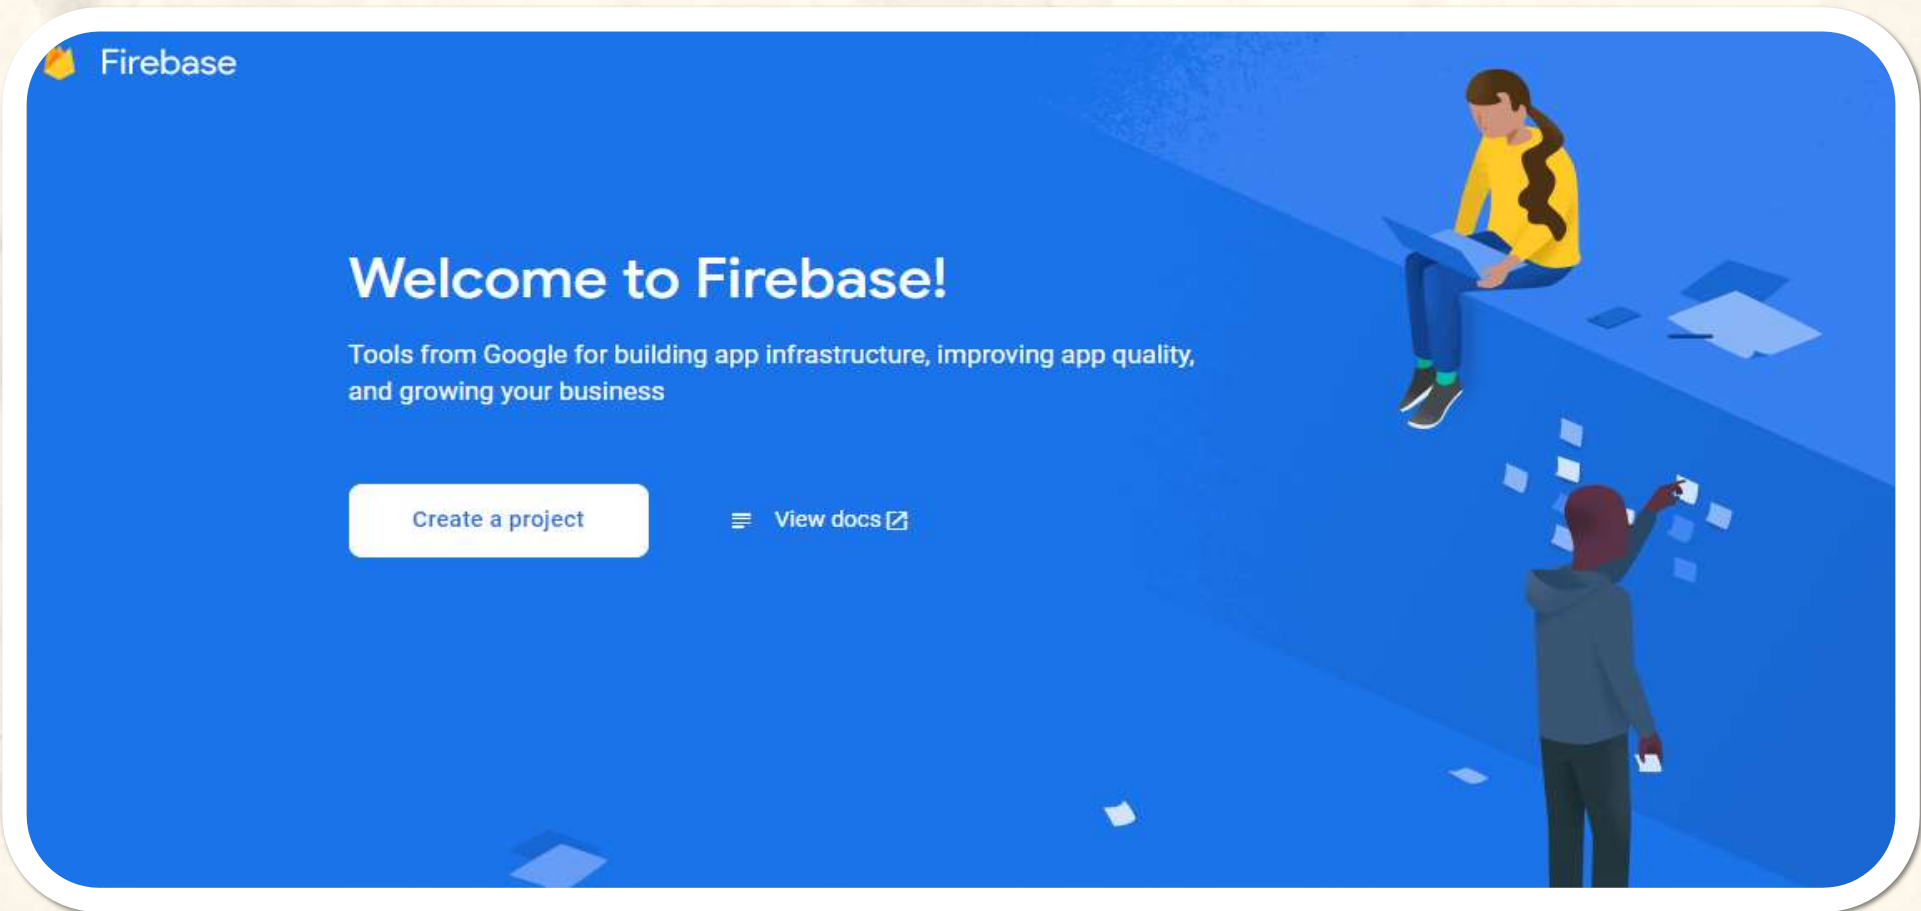 Firebase
Welcome to Firebase!
Tools from Google for building app infrastructure, improving app quality,
and growing your business
Create a project
View docs